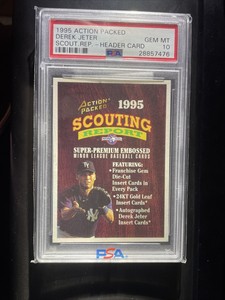 1995 ACTION PACKED
DEREK JETER
SCOUT.REP. - HEADER CARD
GEM MT
10
PSA
26857476
ACTION PACKED
1995
SCOUTING
REPORT
SUPER-PREMIUM EMBOSSED
MINOR LEAGUE BASEBALL CARDS
FEATURING:
• Franchise Gem
Die-Cut
Insert Cards in
Every Pack
• 24KT Gold Leaf
Insert Cards*
• Autographed
Derek Jeter
Insert Cards*
PSA